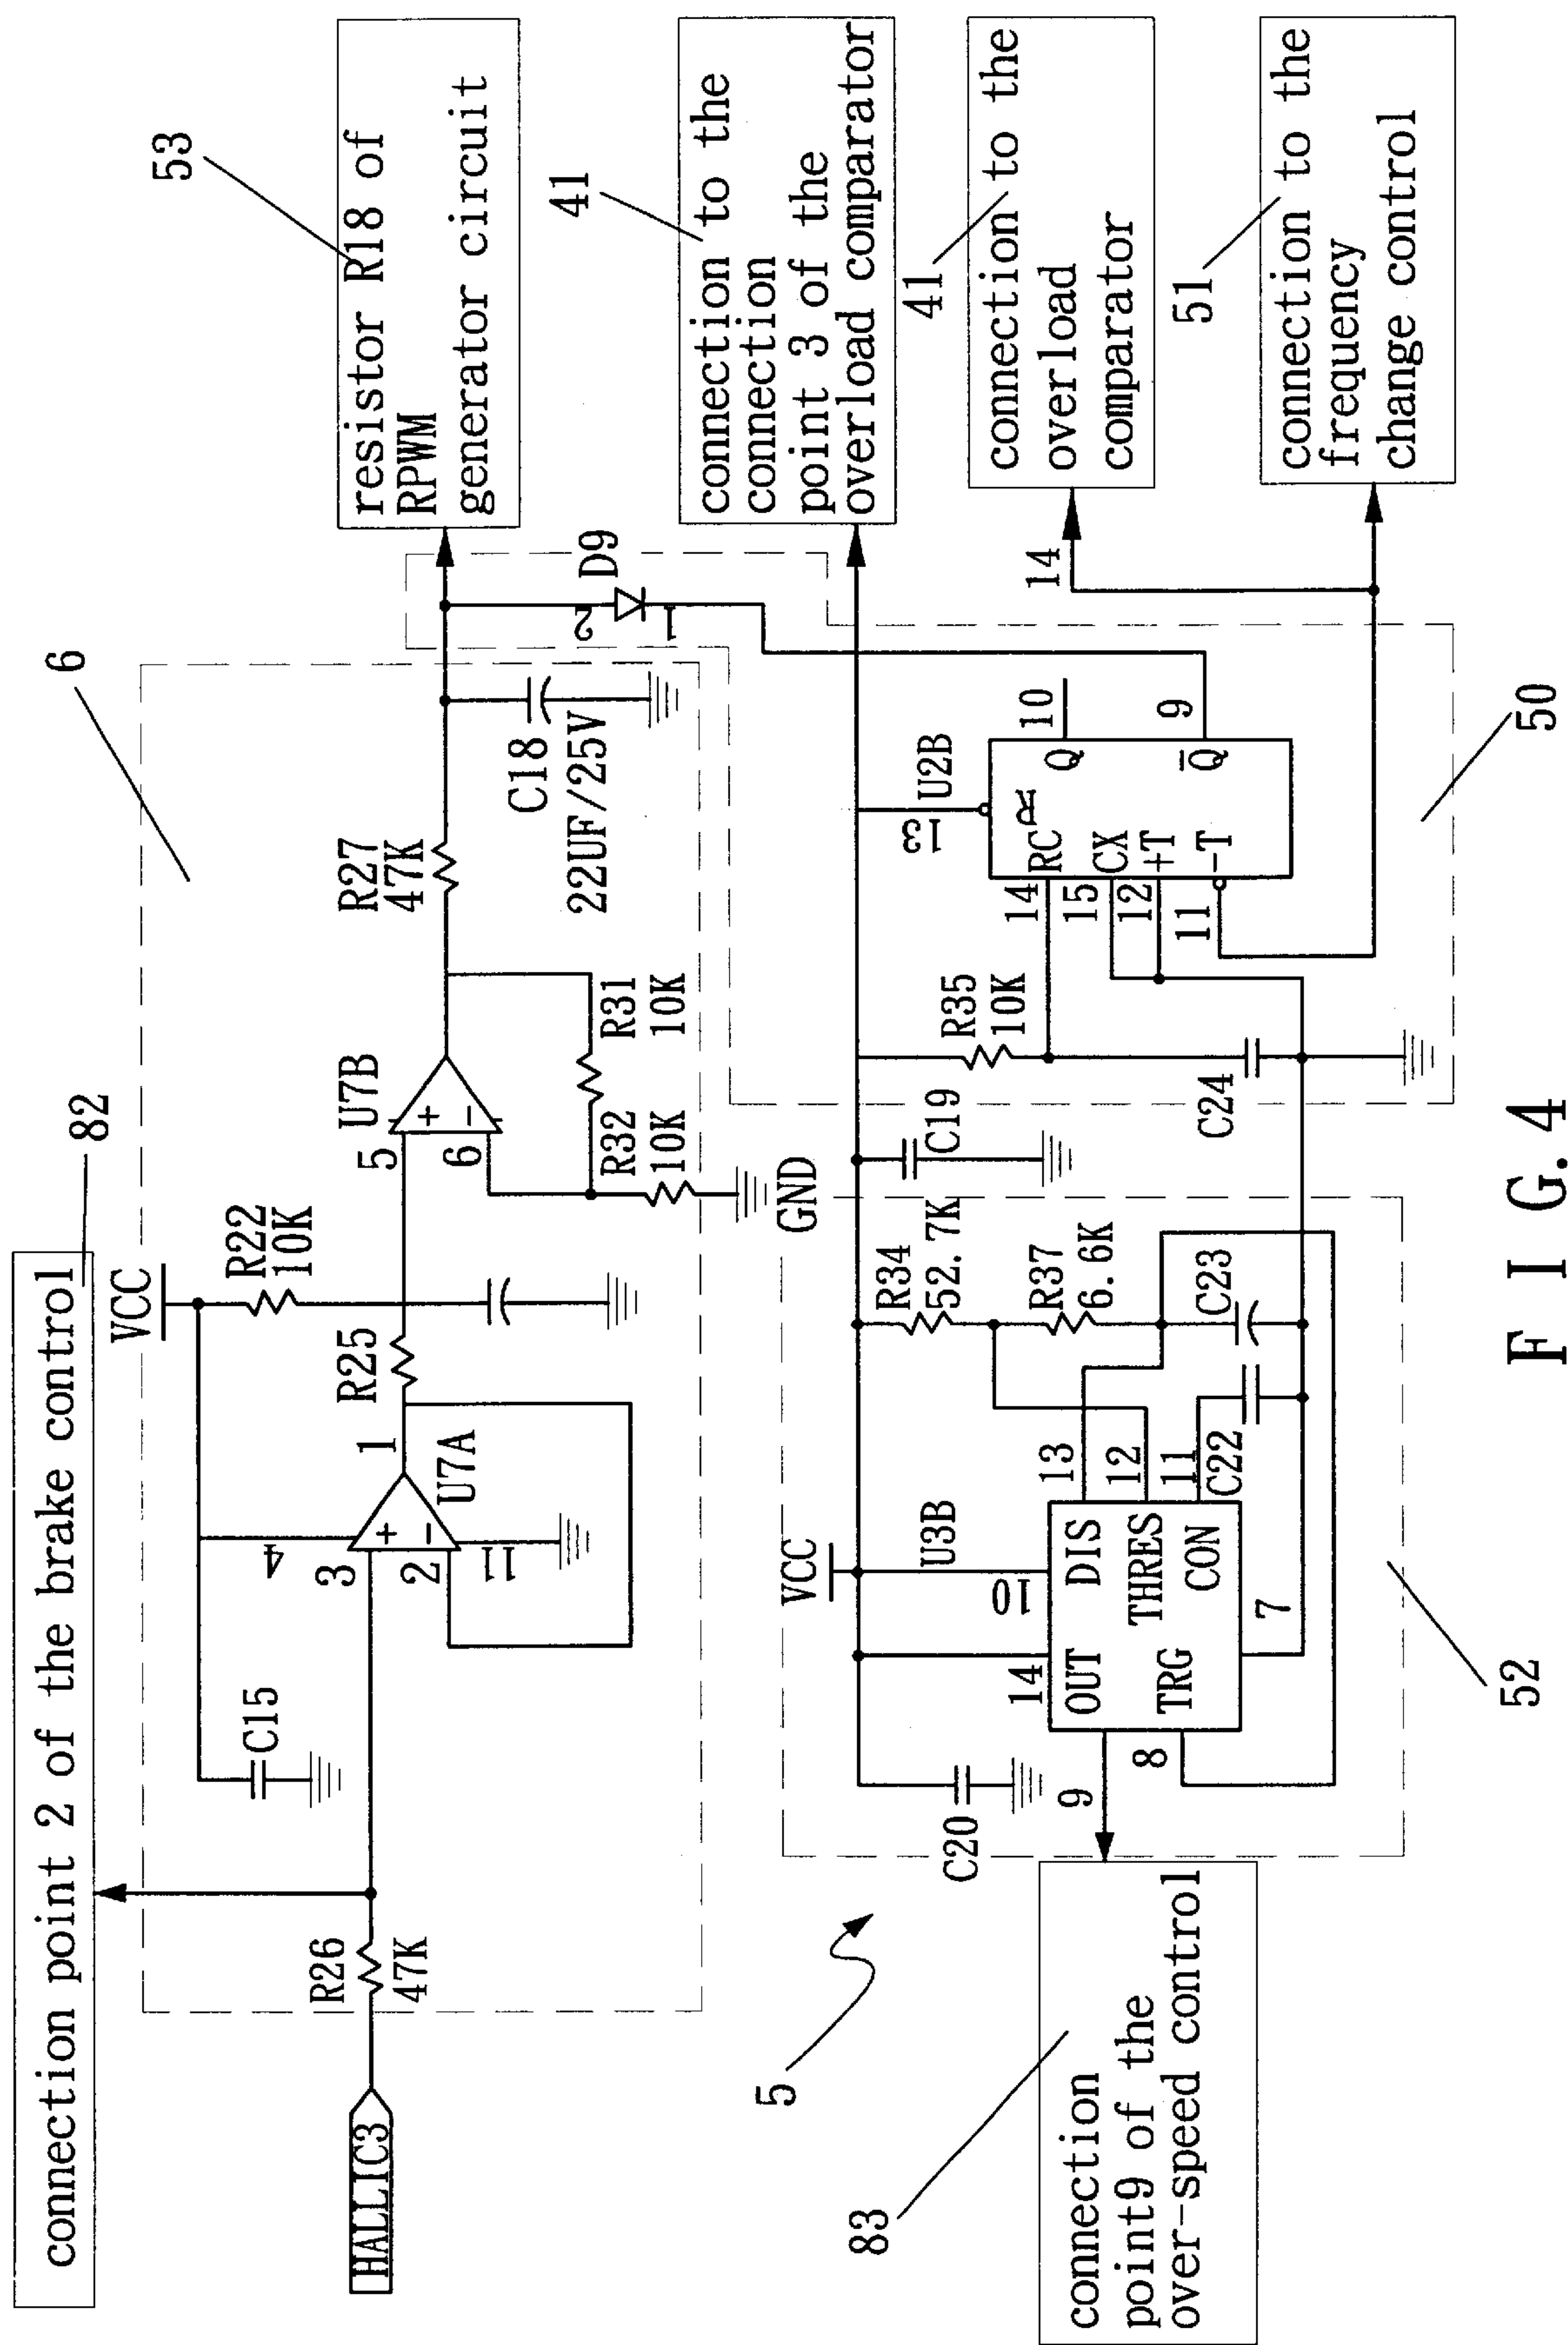 connection point 2 of the brake control
82
6
53
resistor R18 of
RPWM
generator circuit
VCC
C15
R22
10K
4
3
2
11
1
U7A
R25
5
6
U7B
R27
47K
R31
10K
R32
10K
GND
C18
22UF/25V
2
D9
1
HALLIC3
R26
47K
41
connection to the
connection
point 3 of the
overload comparator
41
connection to the
overload
comparator
51
connection to the
frequency
change control
14
5
83
connection
point9 of the
over-speed control
C20
VCC
U3B
14
10
9
8
OUT
TRG
DIS
THRES
CON
13
12
11
7
C22
R34
52.7K
R37
6.6K
C23
C19
R35
10K
C24
U2B
13
14
15
12
11
R
RC
CX
+T
-T
Q
Q̅
10
9
50
52
FIG.4